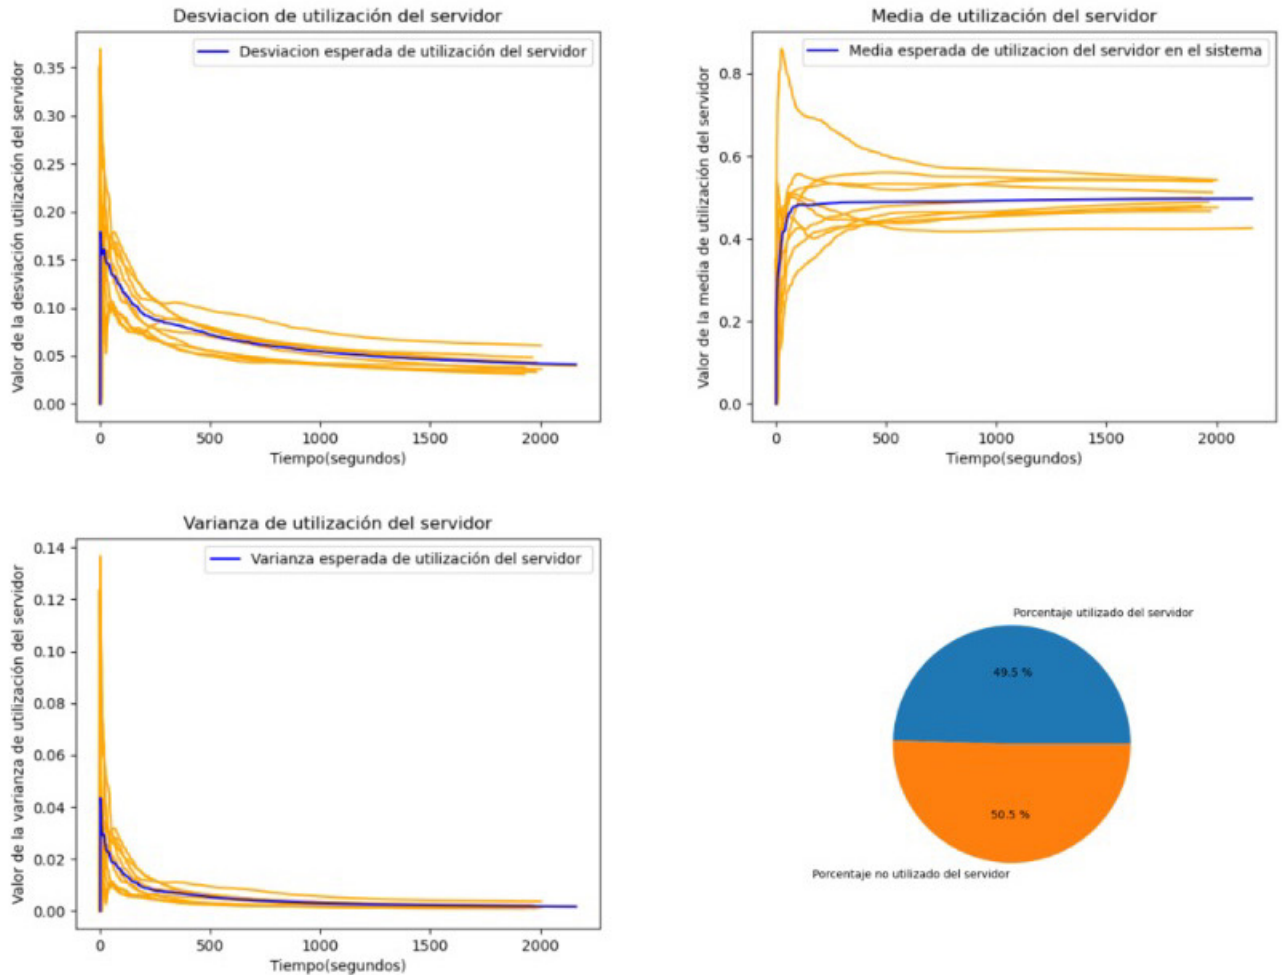 Desviacion de utilización del servidor
Desviacion esperada de utilización del servidor
Valor de la desviación utilización del servidor
0.35
0.30
0.25
0.20
0.15
0.10
0.05
0.00
0 500 1000 1500 2000
Tiempo(segundos)
Media de utilización del servidor
Media esperada de utilizacion del servidor en el sistema
Valor de la media de utilización del servidor
0.8
0.6
0.4
0.2
0.0
0 500 1000 1500 2000
Tiempo(segundos)
Varianza de utilización del servidor
Varianza esperada de utilización del servidor
Valor de la varianza de utilización del servidor
0.14
0.12
0.10
0.08
0.06
0.04
0.02
0.00
0 500 1000 1500 2000
Tiempo(segundos)
Porcentaje utilizado del servidor
49.5 %
50.5 %
Porcentaje no utilizado del servidor